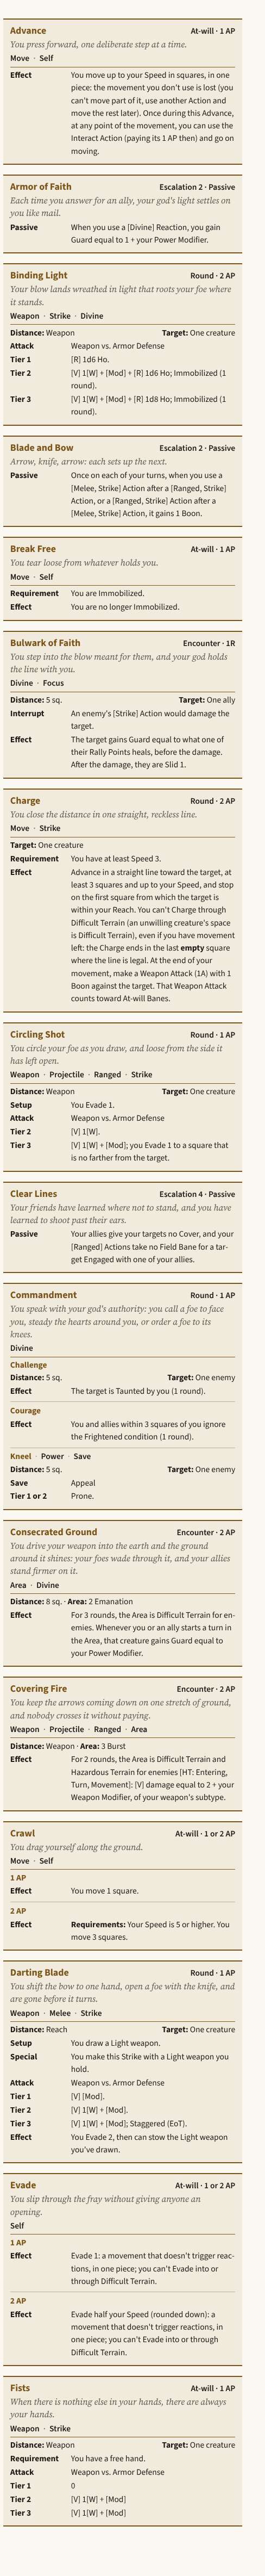 Advance At-will · 1 AP
You press forward, one deliberate step at a time.
Move · Self
Effect You move up to your Speed in squares, in one
piece: the movement you don't use is lost (you
can't move part of it, use another Action and
move the rest later). Once during this Advance,
at any point of the movement, you can use the
Interact Action (paying its 1 AP then) and go on
moving.
Armor of Faith Escalation 2 · Passive
Each time you answer for an ally, your god's light settles on
you like mail.
Passive When you use a [Divine] Reaction, you gain
Guard equal to 1 + your Power Modifier.
Binding Light Round · 2 AP
Your blow lands wreathed in light that roots your foe where
it stands.
Weapon · Strike · Divine
Distance: Weapon Target: One creature
Attack Weapon vs. Armor Defense
Tier 1 [R] 1d6 Ho.
Tier 2 [V] 1[W] + [Mod] + [R] 1d6 Ho; Immobilized (1
round).
Tier 3 [V] 1[W] + [Mod] + [R] 1d8 Ho; Immobilized (1
round).
Blade and Bow Escalation 2 · Passive
Arrow, knife, arrow: each sets up the next.
Passive Once on each of your turns, when you use a
[Melee, Strike] Action after a [Ranged, Strike]
Action, or a [Ranged, Strike] Action after a
[Melee, Strike] Action, it gains 1 Boon.
Break Free At-will · 1 AP
You tear loose from whatever holds you.
Move · Self
Requirement You are Immobilized.
Effect You are no longer Immobilized.
Bulwark of Faith Encounter · 1R
You step into the blow meant for them, and your god holds
the line with you.
Divine · Focus
Distance: 5 sq. Target: One ally
Interrupt An enemy's [Strike] Action would damage the
target.
Effect The target gains Guard equal to what one of
their Rally Points heals, before the damage.
After the damage, they are Slid 1.
Charge Round · 2 AP
You close the distance in one straight, reckless line.
Move · Strike
Target: One creature
Requirement You have at least Speed 3.
Effect Advance in a straight line toward the target, at
least 3 squares and up to your Speed, and stop
on the first square from which the target is
within your Reach. You can't Charge through
Difficult Terrain (an unwilling creature's space
is Difficult Terrain), even if you have movement
left: the Charge ends in the last empty square
where the line is legal. At the end of your
movement, make a Weapon Attack (1A) with 1
Boon against the target. That Weapon Attack
counts toward At-will Banes.
Circling Shot Round · 1 AP
You circle your foe as you draw, and loose from the side it
has left open.
Weapon · Projectile · Ranged · Strike
Distance: Weapon Target: One creature
Setup You Evade 1.
Attack Weapon vs. Armor Defense
Tier 2 [V] 1[W].
Tier 3 [V] 1[W] + [Mod]; you Evade 1 to a square that
is no farther from the target.
Clear Lines Escalation 4 · Passive
Your friends have learned where not to stand, and you have
learned to shoot past their ears.
Passive Your allies give your targets no Cover, and your
[Ranged] Actions take no Field Bane for a tar-
get Engaged with one of your allies.
Commandment Round · 1 AP
You speak with your god's authority: you call a foe to face
you, steady the hearts around you, or order a foe to its
knees.
Divine
Challenge
Distance: 5 sq. Target: One enemy
Effect The target is Taunted by you (1 round).
Courage
Effect You and allies within 3 squares of you ignore
the Frightened condition (1 round).
Kneel · Power · Save
Distance: 5 sq. Target: One enemy
Save Appeal
Tier 1 or 2 Prone.
Consecrated Ground Encounter · 2 AP
You drive your weapon into the earth and the ground
around it shines: your foes wade through it, and your allies
stand firmer on it.
Area · Divine
Distance: 8 sq. · Area: 2 Emanation
Effect For 3 rounds, the Area is Difficult Terrain for en-
emies. Whenever you or an ally starts a turn in
the Area, that creature gains Guard equal to
your Power Modifier.
Covering Fire Encounter · 2 AP
You keep the arrows coming down on one stretch of ground,
and nobody crosses it without paying.
Weapon · Projectile · Ranged · Area
Distance: Weapon · Area: 3 Burst
Effect For 2 rounds, the Area is Difficult Terrain and
Hazardous Terrain for enemies [HT: Entering,
Turn, Movement]: [V] damage equal to 2 + your
Weapon Modifier, of your weapon's subtype.
Crawl At-will · 1 or 2 AP
You drag yourself along the ground.
Move · Self
1 AP
Effect You move 1 square.
2 AP
Effect Requirements: Your Speed is 5 or higher. You
move 3 squares.
Darting Blade Round · 1 AP
You shift the bow to one hand, open a foe with the knife, and
are gone before it turns.
Weapon · Melee · Strike
Distance: Reach Target: One creature
Setup You draw a Light weapon.
Special You make this Strike with a Light weapon you
hold.
Attack Weapon vs. Armor Defense
Tier 1 [V] [Mod].
Tier 2 [V] 1[W] + [Mod].
Tier 3 [V] 1[W] + [Mod]; Staggered (EoT).
Effect You Evade 2, then can stow the Light weapon
you've drawn.
Evade At-will · 1 or 2 AP
You slip through the fray without giving anyone an
opening.
Self
1 AP
Effect Evade 1: a movement that doesn't trigger reac-
tions, in one piece; you can't Evade into or
through Difficult Terrain.
2 AP
Effect Evade half your Speed (rounded down): a
movement that doesn't trigger reactions, in
one piece; you can't Evade into or through
Difficult Terrain.
Fists At-will · 1 AP
When there is nothing else in your hands, there are always
your hands.
Weapon · Strike
Distance: Weapon Target: One creature
Requirement You have a free hand.
Attack Weapon vs. Armor Defense
Tier 1 0
Tier 2 [V] 1[W] + [Mod]
Tier 3 [V] 1[W] + [Mod]